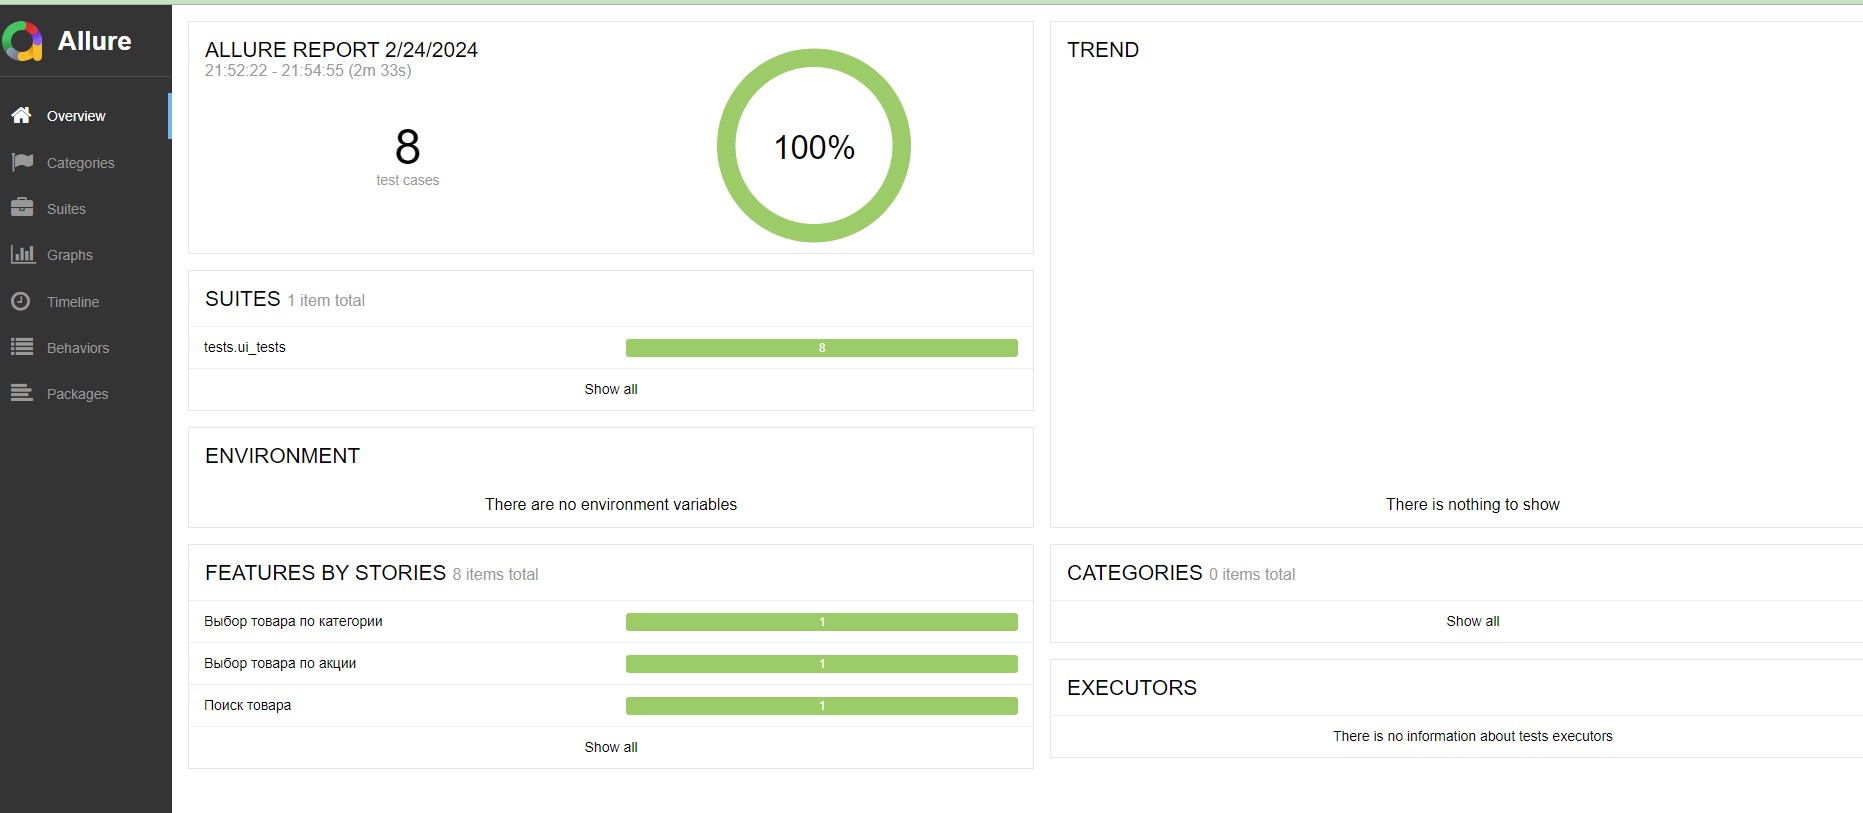 Allure
Overview
Categories
Suites
Graphs
Timeline
Behaviors
Packages
ALLURE REPORT 2/24/2024
21:52:22 - 21:54:55 (2m 33s)
8
test cases
100%
SUITES 1 item total
tests.ui_tests 8
Show all
ENVIRONMENT
There are no environment variables
FEATURES BY STORIES 8 items total
Выбор товара по категории 1
Выбор товара по акции 1
Поиск товара 1
Show all
TREND
There is nothing to show
CATEGORIES 0 items total
Show all
EXECUTORS
There is no information about tests executors